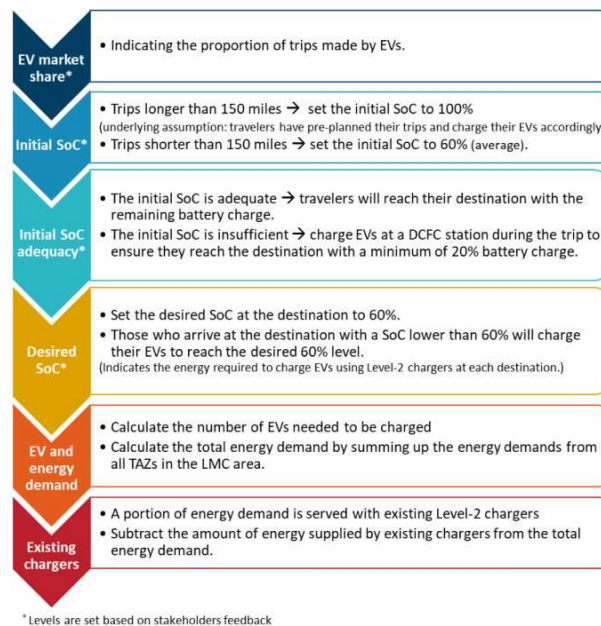 EV market
share*
• Indicating the proportion of trips made by EVs.
Initial SoC*
• Trips longer than 150 miles → set the initial SoC to 100%
(underlying assumption: travelers have pre-planned their trips and charge their EVs accordingly
• Trips shorter than 150 miles → set the initial SoC to 60% (average).
Initial SoC
adequacy*
• The initial SoC is adequate → travelers will reach their destination with the
remaining battery charge.
• The initial SoC is insufficient → charge EVs at a DCFC station during the trip to
ensure they reach the destination with a minimum of 20% battery charge.
Desired
SoC*
• Set the desired SoC at the destination to 60%.
• Those who arrive at the destination with a SoC lower than 60% will charge
their EVs to reach the desired 60% level.
(Indicates the energy required to charge EVs using Level-2 chargers at each destination.)
EV and
energy
demand
• Calculate the number of EVs needed to be charged
• Calculate the total energy demand by summing up the energy demands from
all TAZs in the LMC area.
Existing
chargers
• A portion of energy demand is served with existing Level-2 chargers
• Subtract the amount of energy supplied by existing chargers from the total
energy demand.
* Levels are set based on stakeholders feedback